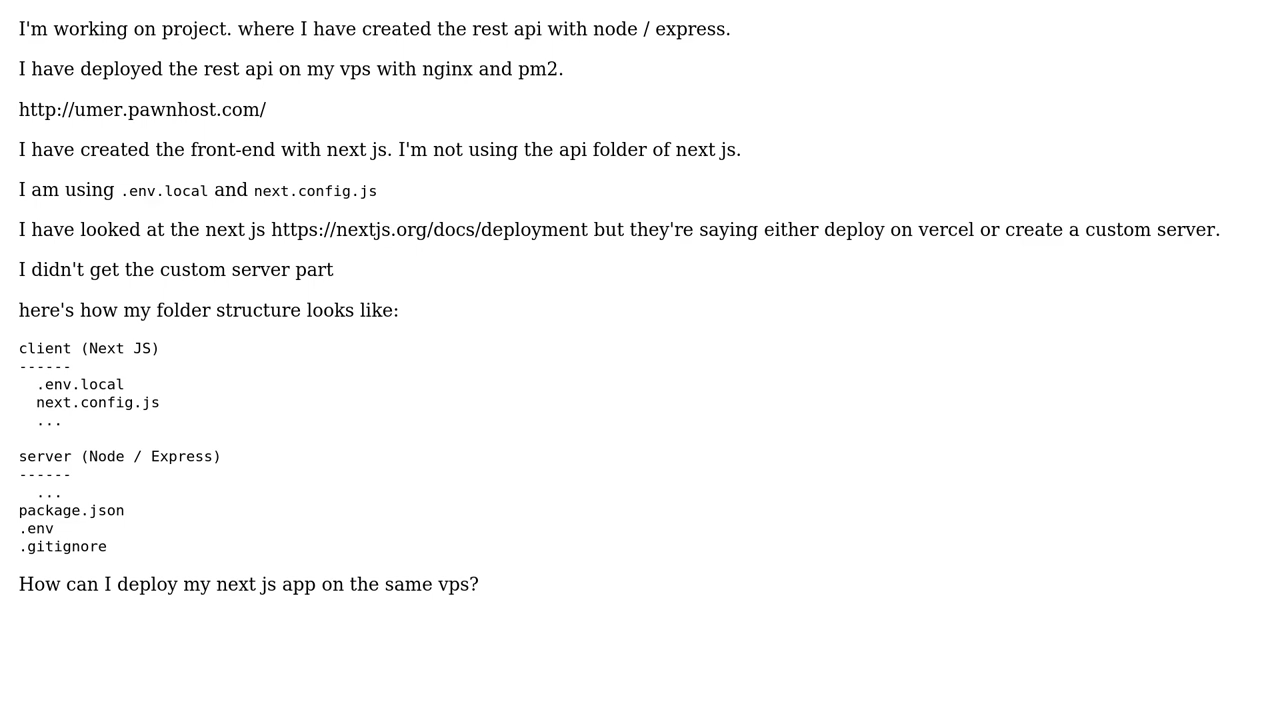 I'm working on project. where I have created the rest api with node / express.
I have deployed the rest api on my vps with nginx and pm2.
http://umer.pawnhost.com/
I have created the front-end with next js. I'm not using the api folder of next js.
I am using .env.local and next.config.js
I have looked at the next js https://nextjs.org/docs/deployment but they're saying either deploy on vercel or create a custom server.
I didn't get the custom server part
here's how my folder structure looks like:
client (Next JS)
------
  .env.local
  next.config.js
  ...
server (Node / Express)
------
  ...
package.json
.env
.gitignore
How can I deploy my next js app on the same vps?